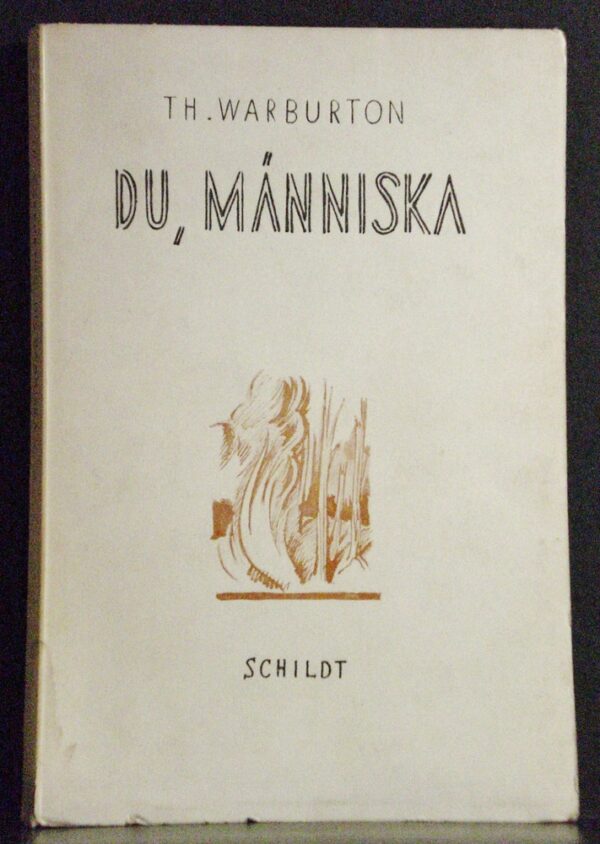 TH. WARBURTON
DU, MÄNNISKA
SCHILDT